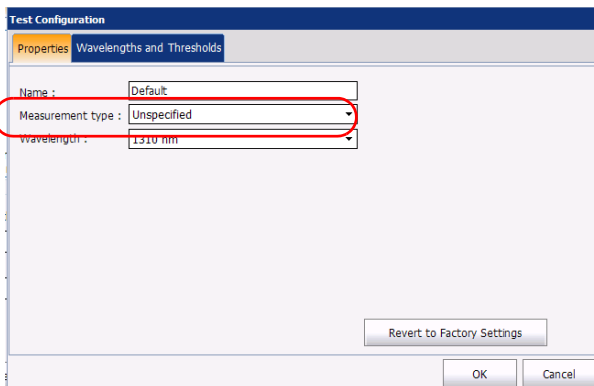 Test Configuration
Properties Wavelengths and Thresholds
Name : Default
Measurement type : Unspecified
Wavelength : 1310 nm
Revert to Factory Settings
OK Cancel